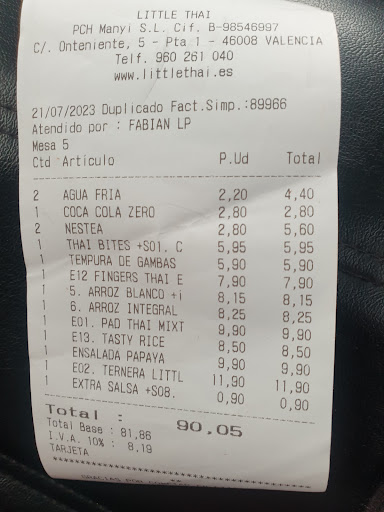 LITTLE THAI
PCH Manyi S.L. Cif. B-98546997
C/. Onteniente, 5 - Pta 1 - 46008 VALENCIA
Telf. 960 261 040
www.littlethai.es
21/07/2023 Duplicado Fact.Simp.:89966
Atendido por : FABIAN LP
Mesa 5
Ctd Artículo P.Ud Total
2 AGUA FRIA 2,20 4,40
1 COCA COLA ZERO 2,80 2,80
2 NESTEA 2,80 5,60
1 THAI BITES +SO1. C 5,95 5,95
1 TEMPURA DE GAMBAS 5,90 5,90
1 E12 FINGERS THAI E 7,90 7,90
1 5. ARROZ BLANCO +i 8,15 8,15
1 6. ARROZ INTEGRAL 8,25 8,25
1 E01. PAD THAI MIXT 9,90 9,90
1 E13. TASTY RICE 8,50 8,50
1 ENSALADA PAPAYA 9,90 9,90
1 E02. TERNERA LITTL 11,90 11,90
1 EXTRA SALSA +SO8. 0,90 0,90
Total : 90,05
Total Base : 81,86
I.V.A. 10% : 8,19
TARJETA